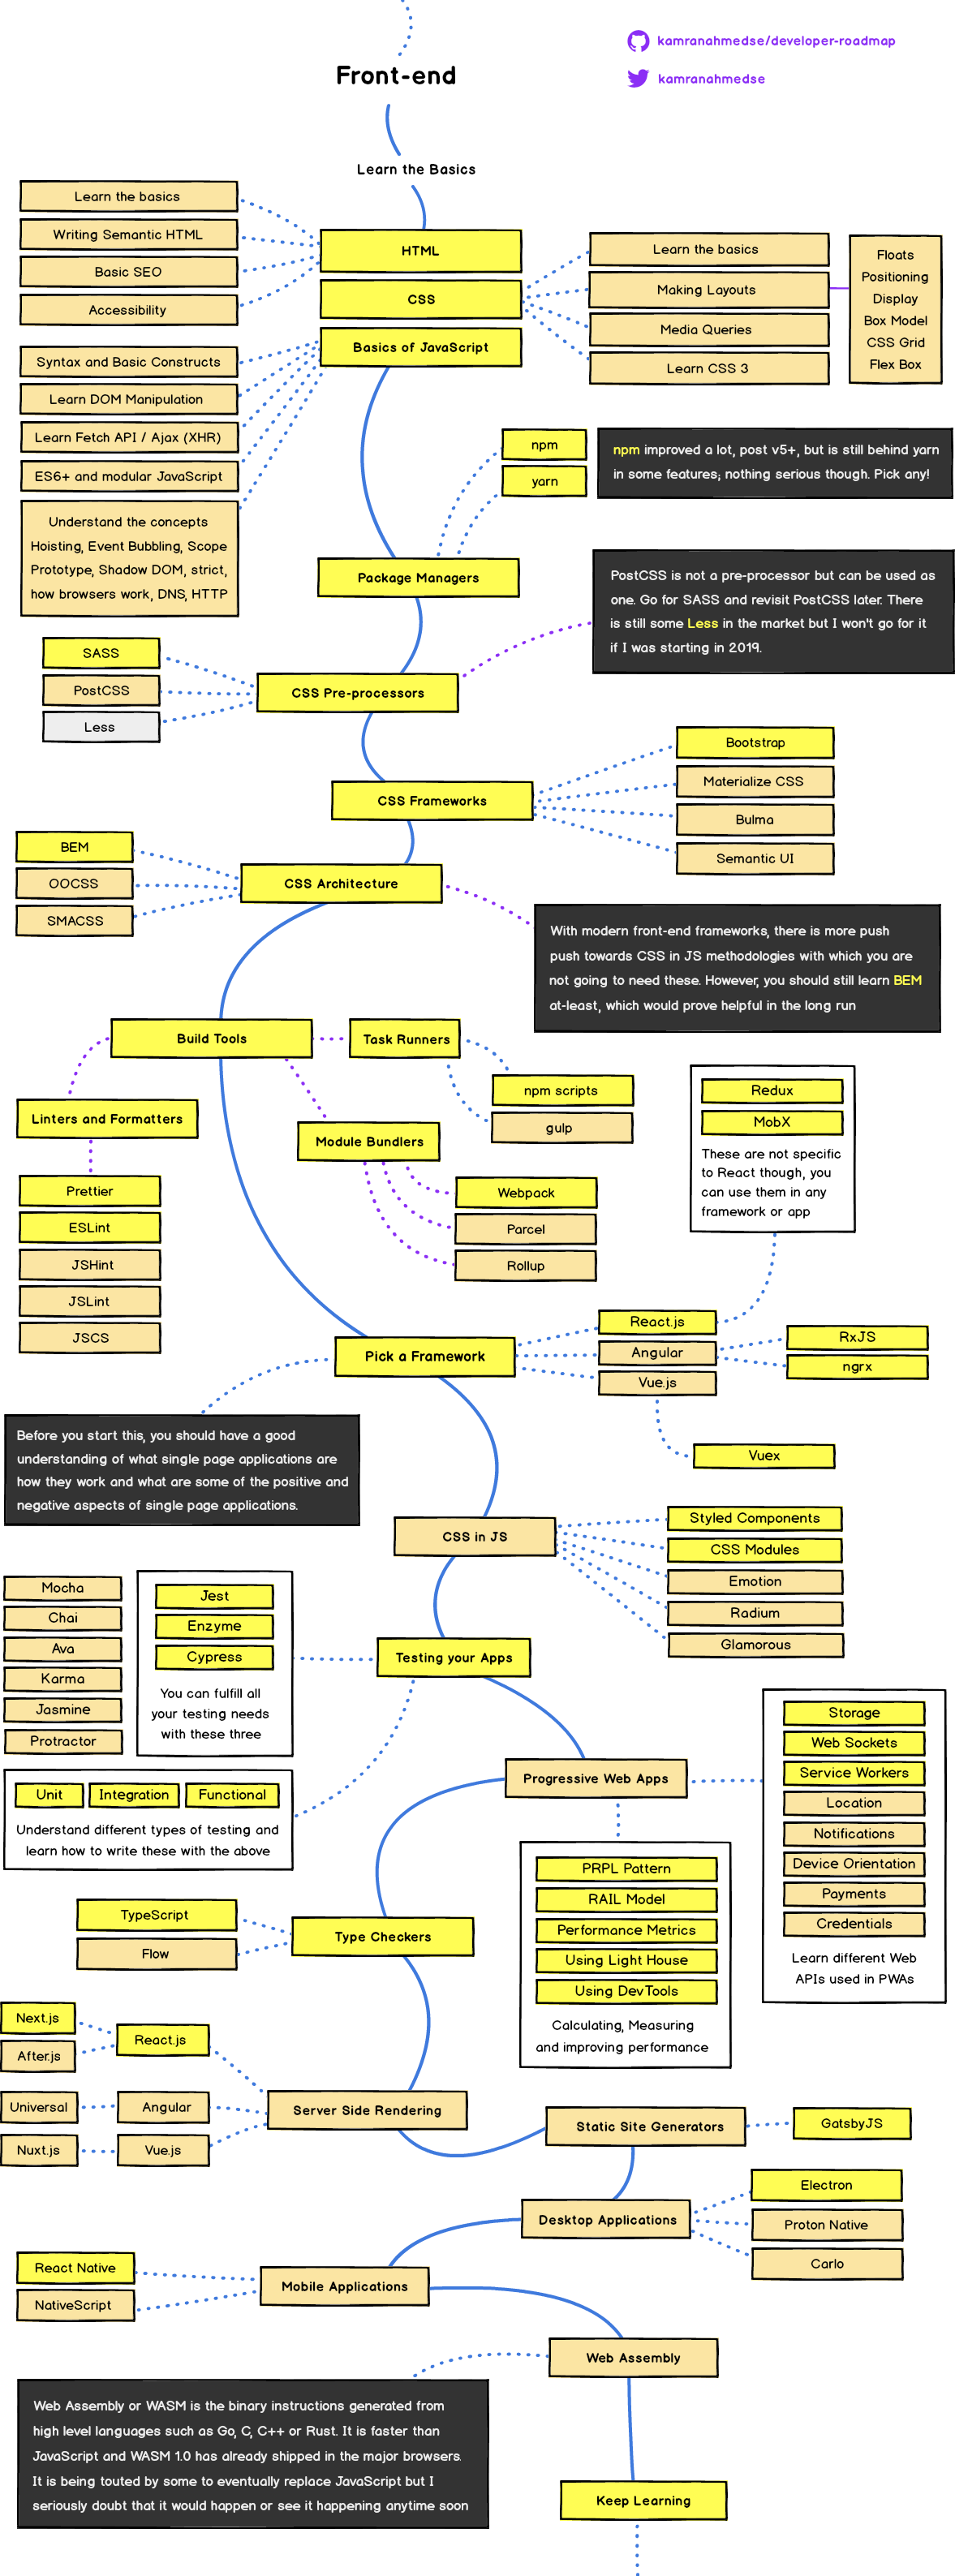 kamranahmedse/developer-roadmap
Front-end
kamranahmedse
Learn the Basics
Learn the basics
Writing Semantic HTML
Basic SEO
Accessibility
HTML
CSS
Basics of JavaScript
Learn the basics
Making Layouts
Media Queries
Learn CSS 3
Floats
Positioning
Display
Box Model
CSS Grid
Flex Box
Syntax and Basic Constructs
Learn DOM Manipulation
Learn Fetch API / Ajax (XHR)
ES6+ and modular JavaScript
Understand the concepts
Hoisting, Event Bubbling, Scope
Prototype, Shadow DOM, strict,
how browsers work, DNS, HTTP
npm
yarn
npm improved a lot, post v5+, but is still behind yarn
in some features; nothing serious though. Pick any!
Package Managers
PostCSS is not a pre-processor but can be used as
one. Go for SASS and revisit PostCSS later. There
is still some Less in the market but I won't go for it
if I was starting in 2019.
SASS
PostCSS
Less
CSS Pre-processors
CSS Frameworks
Bootstrap
Materialize CSS
Bulma
Semantic UI
BEM
OOCSS
SMACSS
CSS Architecture
With modern front-end frameworks, there is more push
push towards CSS in JS methodologies with which you are
not going to need these. However, you should still learn BEM
at-least, which would prove helpful in the long run
Build Tools
Task Runners
npm scripts
gulp
Linters and Formatters
Module Bundlers
Prettier
ESLint
JSHint
JSLint
JSCS
Webpack
Parcel
Rollup
Redux
MobX
These are not specific
to React though, you
can use them in any
framework or app
Pick a Framework
React.js
Angular
Vue.js
RxJS
ngrx
Vuex
Before you start this, you should have a good
understanding of what single page applications are
how they work and what are some of the positive and
negative aspects of single page applications.
CSS in JS
Styled Components
CSS Modules
Emotion
Radium
Glamorous
Mocha
Chai
Ava
Karma
Jasmine
Protractor
Jest
Enzyme
Cypress
You can fulfill all
your testing needs
with these three
Testing your Apps
Unit
Integration
Functional
Understand different types of testing and
learn how to write these with the above
Progressive Web Apps
Storage
Web Sockets
Service Workers
Location
Notifications
Device Orientation
Payments
Credentials
Learn different Web
APIs used in PWAs
PRPL Pattern
RAIL Model
Performance Metrics
Using Light House
Using DevTools
Calculating, Measuring
and improving performance
TypeScript
Flow
Type Checkers
Next.js
After.js
React.js
Universal
Angular
Nuxt.js
Vue.js
Server Side Rendering
Static Site Generators
GatsbyJS
Desktop Applications
Electron
Proton Native
Carlo
React Native
NativeScript
Mobile Applications
Web Assembly
Web Assembly or WASM is the binary instructions generated from
high level languages such as Go, C, C++ or Rust. It is faster than
JavaScript and WASM 1.0 has already shipped in the major browsers.
It is being touted by some to eventually replace JavaScript but I
seriously doubt that it would happen or see it happening anytime soon
Keep Learning